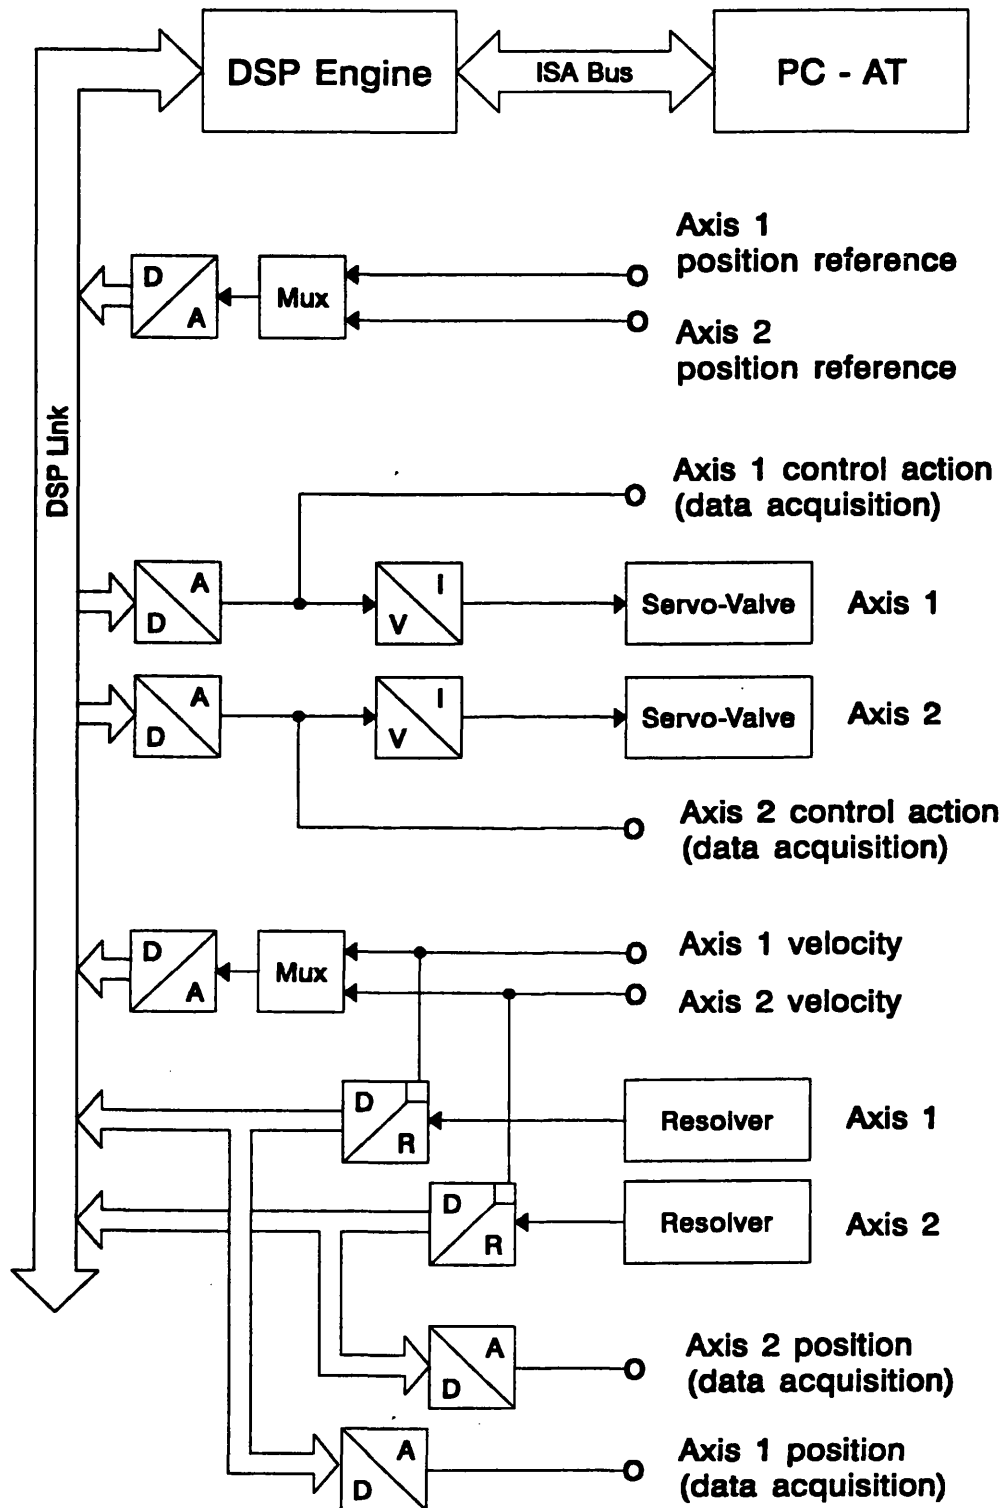 DSP Engine
ISA Bus
PC - AT
Axis 1
position reference
D
A
Mux
Axis 2
position reference
DSP Link
Axis 1 control action
(data acquisition)
A
D
I
V
Servo-Valve
Axis 1
A
D
I
V
Servo-Valve
Axis 2
Axis 2 control action
(data acquisition)
D
A
Mux
Axis 1 velocity
Axis 2 velocity
D
R
Resolver
Axis 1
D
R
Resolver
Axis 2
A
D
Axis 2 position
(data acquisition)
A
D
Axis 1 position
(data acquisition)